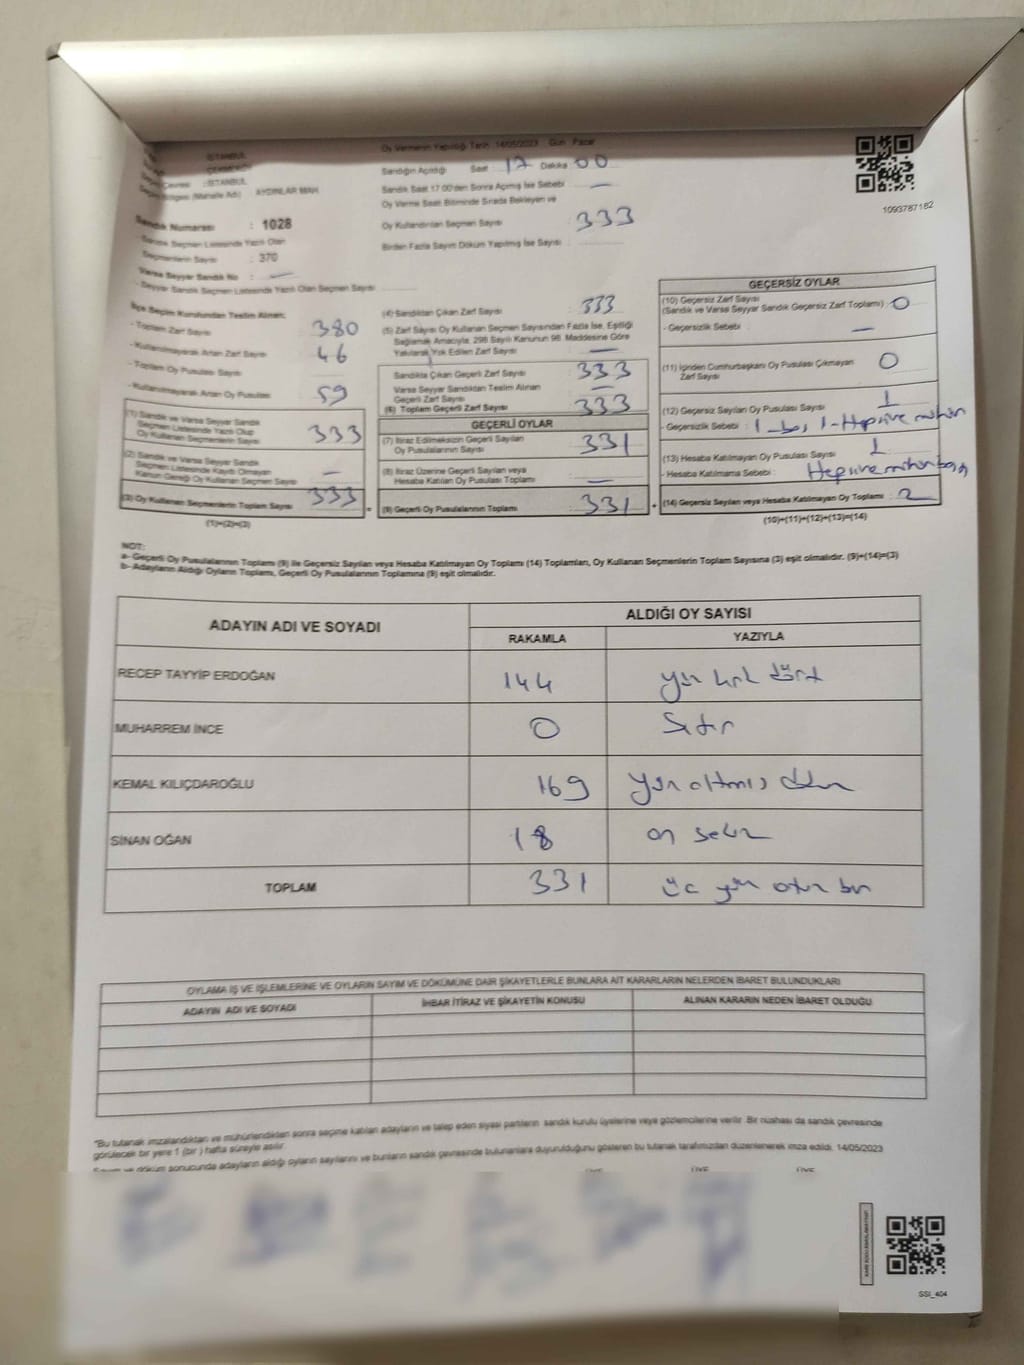 İSTANBUL
ÇEKMEKÖY
Çevresi : İSTANBUL
Bölgesi (Mahalle Adı) AYDINLAR MAH
Sandık Numarası : 1028
- Sandık Seçmen Listesinde Yazılı Olan
Seçmenlerin Sayısı : 370
Varsa Seyyar Sandık No : —
- Seyyar Sandık Seçmen Listesinde Yazılı Olan Seçmen Sayısı
Oy Vermenin Yapıldığı Tarih 14/05/2023 Gün Pazar
Sandığın Açıldığı Saat : 17 Dakika 00
Sandık Saat 17.00'den Sonra Açılmış İse Sebebi —
Oy Verme Saati Bitiminde Sırada Bekleyen ve
Oy Kullandırılan Seçmen Sayısı : 333
Birden Fazla Sayım Döküm Yapılmış İse Sayısı :
1093787182
İlçe Seçim Kurulundan Teslim Alınan;
- Toplam Zarf Sayısı : 380
- Kullanılmayarak Artan Zarf Sayısı : 46
- Toplam Oy Pusulası Sayısı :
- Kullanılmayarak Artan Oy Pusulası : 59
(1) Sandık ve Varsa Seyyar Sandık
Seçmen Listesinde Yazılı Olup
Oy Kullanan Seçmenlerin Sayısı : 333
(2) Sandık ve Varsa Seyyar Sandık
Seçmen Listesinde Kaydı Olmayan
Kanun Gereği Oy Kullanan Seçmen Sayısı —
(3) Oy Kullanan Seçmenlerin Toplam Sayısı : 333
(1)+(2)=(3)
(4) Sandıktan Çıkan Zarf Sayısı : 333
(5) Zarf Sayısı Oy Kullanan Seçmen Sayısından Fazla İse, Eşitliği
Sağlamak Amacıyla, 298 Sayılı Kanunun 98. Maddesine Göre
Yakılarak Yok Edilen Zarf Sayısı : —
Sandıkta Çıkan Geçerli Zarf Sayısı : 333
Varsa Seyyar Sandıktan Teslim Alınan
Geçerli Zarf Sayısı : —
(6) Toplam Geçerli Zarf Sayısı : 333
GEÇERLİ OYLAR
(7) İtiraz Edilmeksizin Geçerli Sayılan
Oy Pusulalarının Sayısı : 331
(8) İtiraz Üzerine Geçerli Sayılan veya
Hesaba Katılan Oy Pusulası Toplamı : —
(9) Geçerli Oy Pusulalarının Toplamı : 331
GEÇERSİZ OYLAR
(10) Geçersiz Zarf Sayısı
(Sandık ve Varsa Seyyar Sandık Geçersiz Zarf Toplamı) : 0
- Geçersizlik Sebebi : —
(11) İçinden Cumhurbaşkanı Oy Pusulası Çıkmayan
Zarf Sayısı : 0
(12) Geçersiz Sayılan Oy Pusulası Sayısı : 1
- Geçersizlik Sebebi : 1-boş 1-Hepsine mühür
(13) Hesaba Katılmayan Oy Pusulası Sayısı : 1
- Hesaba Katılmama Sebebi : Hepsine mühür
(14) Geçersiz Sayılan veya Hesaba Katılmayan Oy Toplamı : 2
(10)+(11)+(12)+(13)=(14)
NOT:
a- Geçerli Oy Pusulalarının Toplamı (9) ile Geçersiz Sayılan veya Hesaba Katılmayan Oy Toplamı (14) Toplamları, Oy Kullanan Seçmenlerin Toplam Sayısına (3) eşit olmalıdır. (9)+(14)=(3)
b- Adayların Aldığı Oyların Toplamı, Geçerli Oy Pusulalarının Toplamına (9) eşit olmalıdır.
ADAYIN ADI VE SOYADI ALDIĞI OY SAYISI
RAKAMLA YAZIYLA
RECEP TAYYİP ERDOĞAN 144 yüz kırk dört
MUHARREM İNCE 0 Sıfır
KEMAL KILIÇDAROĞLU 169 Yüz altmış dokuz
SİNAN OĞAN 18 on sekiz
TOPLAM 331 üç yüz otuz bir
OYLAMA İŞ VE İŞLEMLERİNE VE OYLARIN SAYIM VE DÖKÜMÜNE DAİR ŞİKAYETLERLE BUNLARA AİT KARARLARIN NELERDEN İBARET BULUNDUKLARI
ADAYIN ADI VE SOYADI İHBAR İTİRAZ VE ŞİKAYETİN KONUSU ALINAN KARARIN NEDEN İBARET OLDUĞU
"Bu tutanak imzalandıktan ve mühürlendikten sonra seçime katılan adayların ve talep eden siyasi partilerin sandık kurulu üyelerine veya gözlemcilerine verilir. Bir nüshası da sandık çevresinde
görülecek bir yere 1 (bir ) hafta süreyle asılır.
Sayım ve döküm sonucunda adayların aldığı oyların sayılarını ve bunların sandık çevresinde bulunanlara duyurulduğunu gösteren bu tutanak tarafımızdan düzenlenerek imza edildi. 14/05/2023
ÜYE ÜYE ÜYE
SSI_404